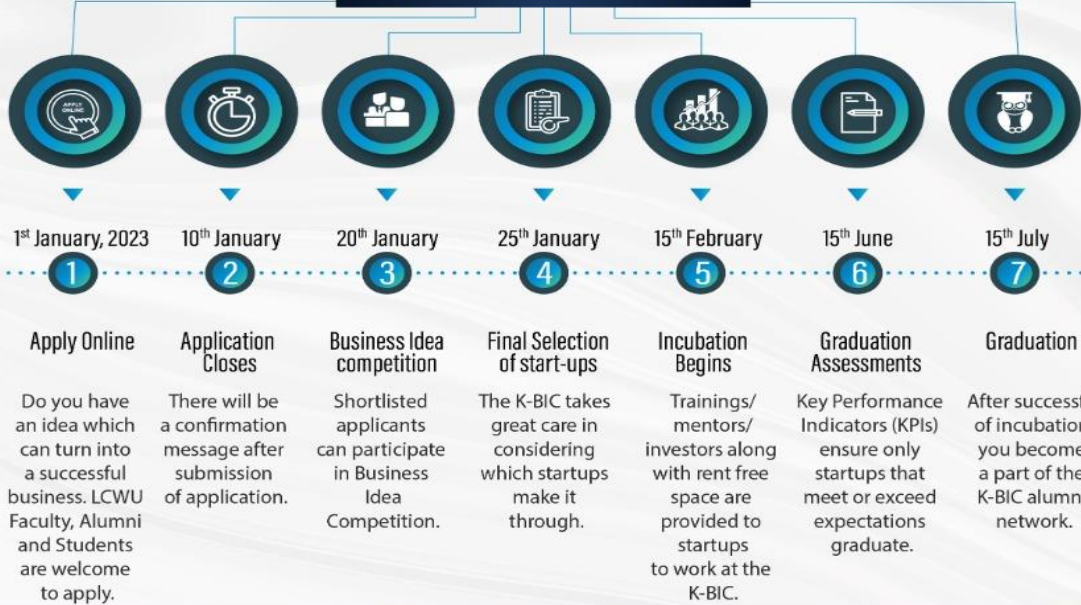 APPLY
ONLINE
1st January, 2023
10th January
20th January
25th January
15th February
15th June
15th July
1
2
3
4
5
6
7
Apply Online
Do you have
an idea which
can turn into
a successful
business. LCWU
Faculty, Alumni
and Students
are welcome
to apply.
Application
Closes
There will be
a confirmation
message after
submission
of application.
Business Idea
competition
Shortlisted
applicants
can participate
in Business
Idea
Competition.
Final Selection
of start-ups
The K-BIC takes
great care in
considering
which startups
make it
through.
Incubation
Begins
Trainings/
mentors/
investors along
with rent free
space are
provided to
startups
to work at the
K-BIC.
Graduation
Assessments
Key Performance
Indicators (KPIs)
ensure only
startups that
meet or exceed
expectations
graduate.
Graduation
After
of incubation
you become
a part of the
K-BIC alumni
network.